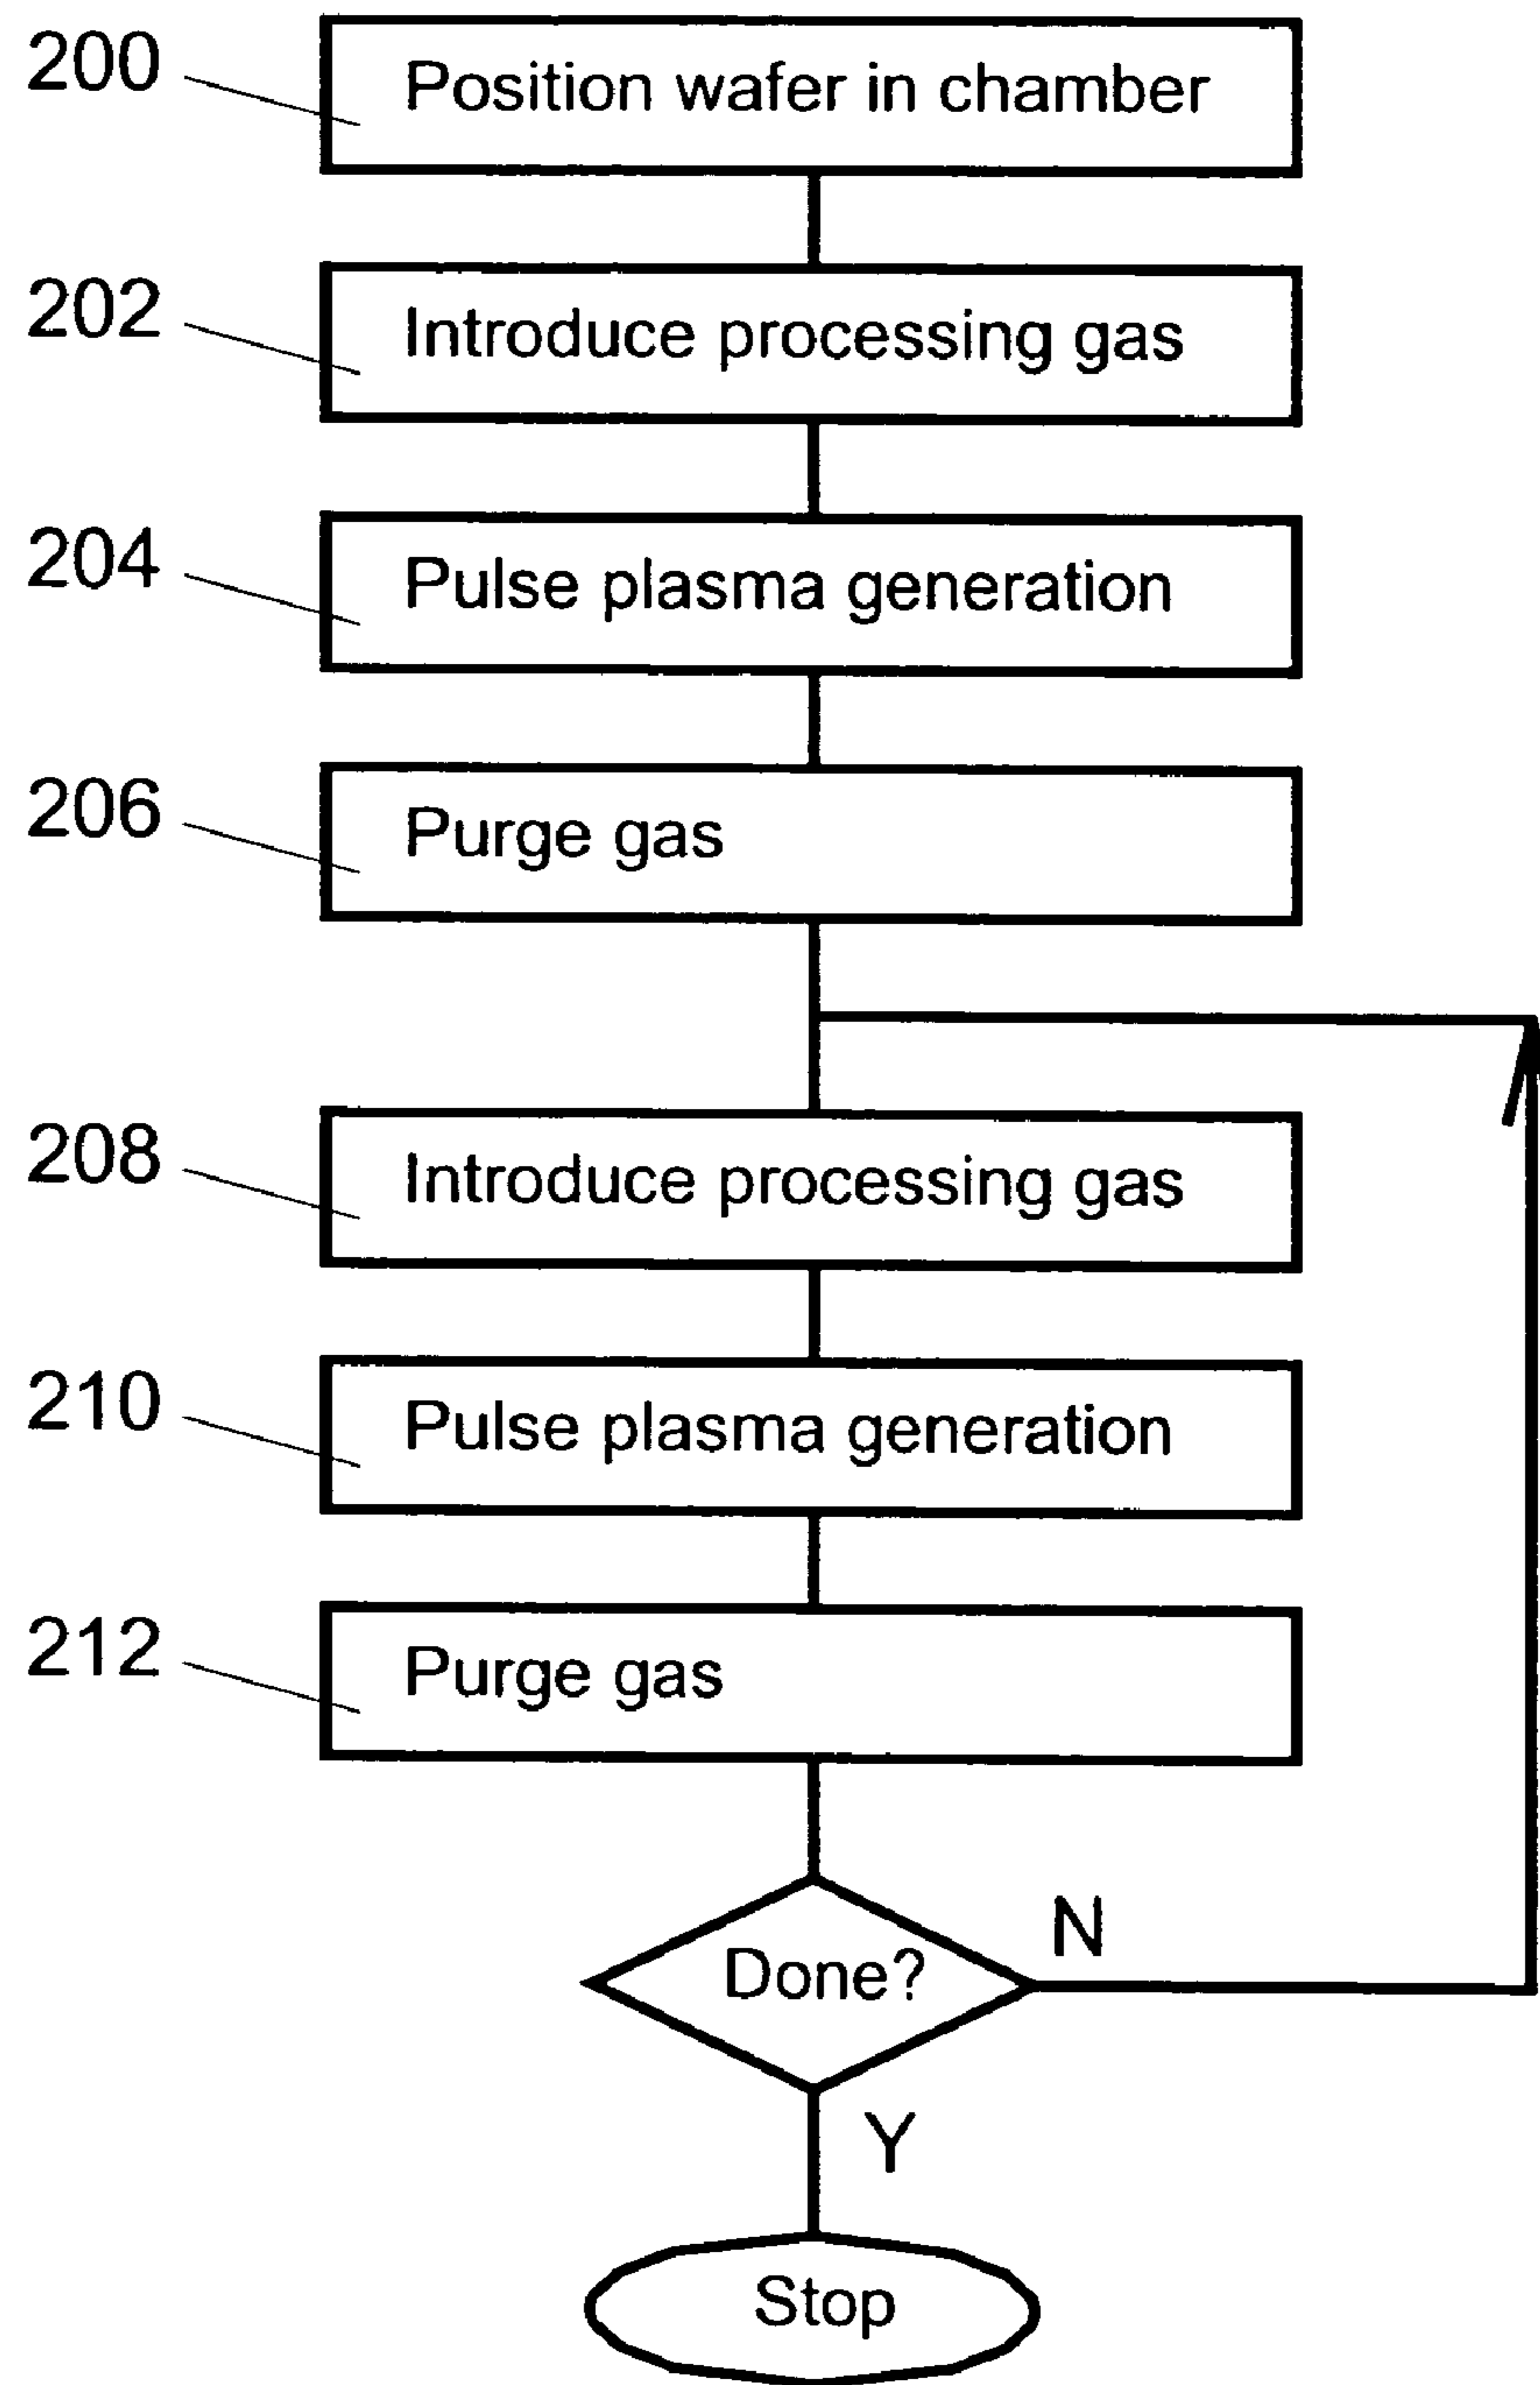 200
Position wafer in chamber
202
Introduce processing gas
204
Pulse plasma generation
206
Purge gas
208
Introduce processing gas
210
Pulse plasma generation
212
Purge gas
Done?
N
Y
Stop